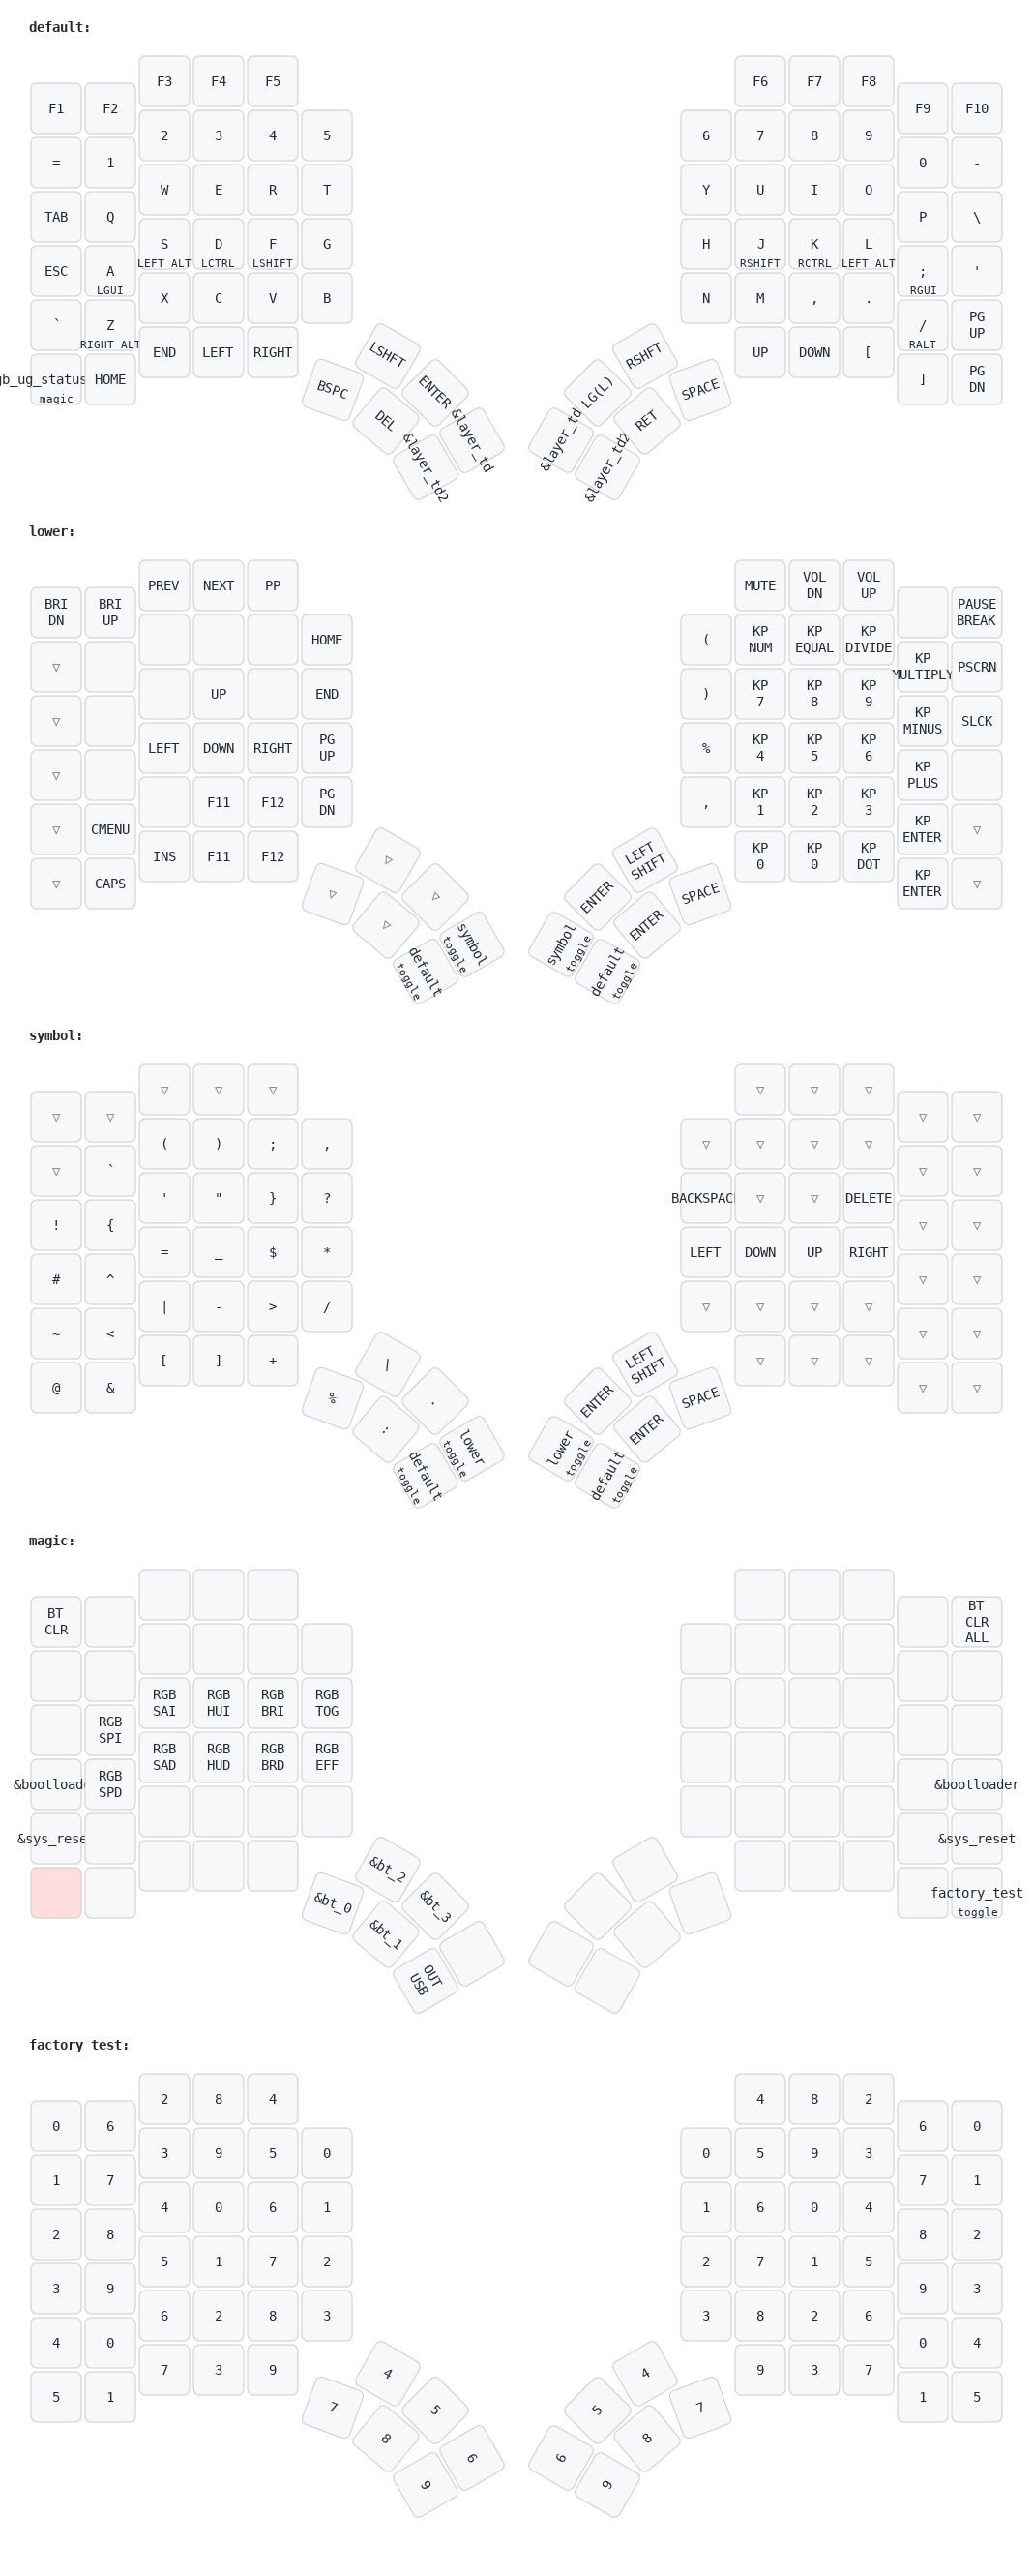 default:
F3 F4 F5 F6 F7 F8
F1 F2 F9 F10
2 3 4 5 6 7 8 9
= 1 0 -
W E R T Y U I O
TAB Q P \
S D F G H J K L
LEFT ALT LCTRL LSHIFT RSHIFT RCTRL LEFT ALT
ESC A ; '
LGUI RGUI
X C V B N M , .
` Z / PG UP
RIGHT ALT RALT
END LEFT RIGHT UP DOWN [
gb_ug_status HOME ] PG DN
magic
LSHFT RSHFT
BSPC ENTER LG(L) SPACE
DEL RET
&layer_td &layer_td
&layer_td2 &layer_td2
lower:
PREV NEXT PP MUTE VOL DN VOL UP
BRI DN BRI UP PAUSE BREAK
HOME ( KP NUM KP EQUAL KP DIVIDE
▽ KP MULTIPLY PSCRN
UP END ) KP 7 KP 8 KP 9
▽ KP MINUS SLCK
LEFT DOWN RIGHT PG UP % KP 4 KP 5 KP 6
▽ KP PLUS
F11 F12 PG DN , KP 1 KP 2 KP 3
▽ CMENU KP ENTER ▽
INS F11 F12 KP 0 KP 0 KP DOT
▽ CAPS KP ENTER ▽
▽ LEFT SHIFT
▽ ▽ ENTER SPACE
▽ ENTER
symbol toggle symbol toggle
default toggle default toggle
symbol:
▽ ▽ ▽ ▽ ▽ ▽
▽ ▽ ▽ ▽
( ) ; , ▽ ▽ ▽ ▽
▽ ` ▽ ▽
' " } ? BACKSPAC ▽ ▽ DELETE
! { ▽ ▽
= _ $ * LEFT DOWN UP RIGHT
# ^ ▽ ▽
| - > / ▽ ▽ ▽ ▽
~ < ▽ ▽
[ ] + ▽ ▽ ▽
@ & ▽ ▽
\ LEFT SHIFT
% . ENTER SPACE
: ENTER
lower toggle lower toggle
default toggle default toggle
magic:
BT CLR BT CLR ALL
RGB SAI RGB HUI RGB BRI RGB TOG
RGB SPI
RGB SAD RGB HUD RGB BRD RGB EFF
&bootload RGB SPD &bootloader
&sys_rese &sys_reset
factory_test
toggle
&bt_2
&bt_0 &bt_3
&bt_1
OUT USB
factory_test:
2 8 4 4 8 2
0 6 6 0
3 9 5 0 0 5 9 3
1 7 7 1
4 0 6 1 1 6 0 4
2 8 8 2
5 1 7 2 2 7 1 5
3 9 9 3
6 2 8 3 3 8 2 6
4 0 0 4
7 3 9 9 3 7
5 1 1 5
4 4
7 5 5 7
8 8
6 6
9 9